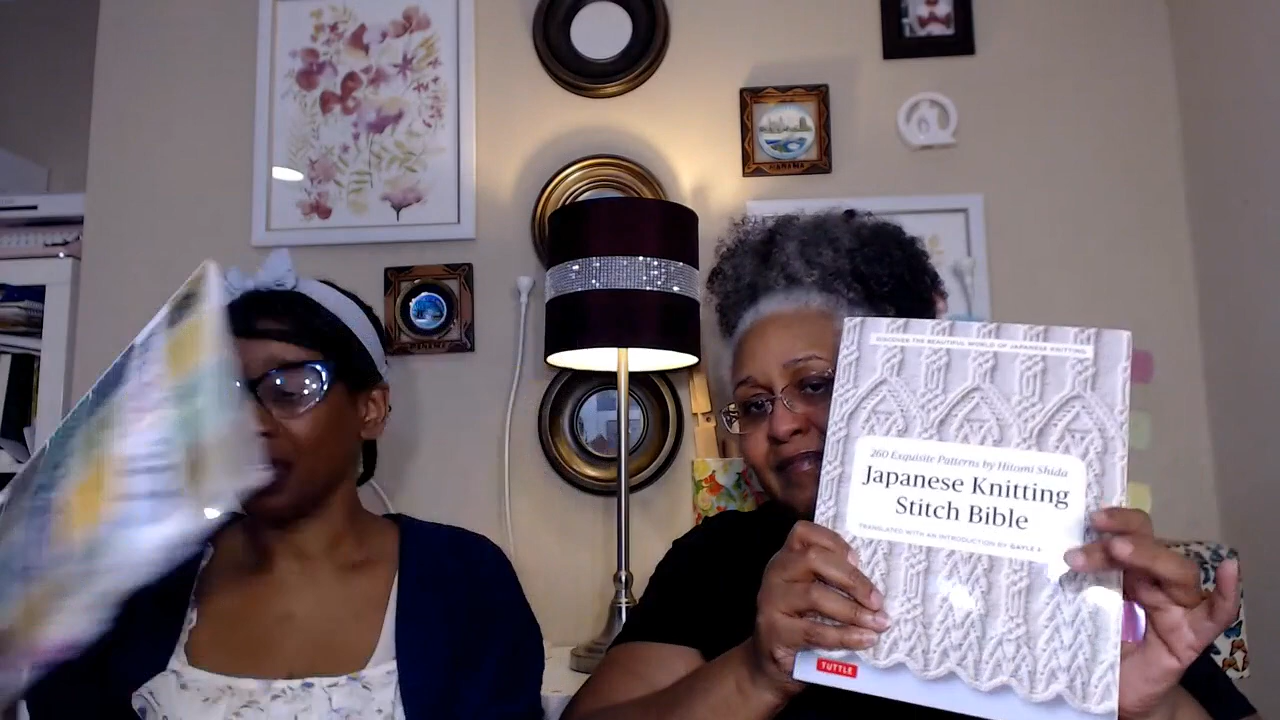 DISCOVER THE BEAUTIFUL WORLD OF JAPANESE KNITTING
260 Exquisite Patterns by Hitomi Shida
Japanese Knitting
Stitch Bible
TRANSLATED WITH AN INTRODUCTION BY GAYLE
TUTTLE